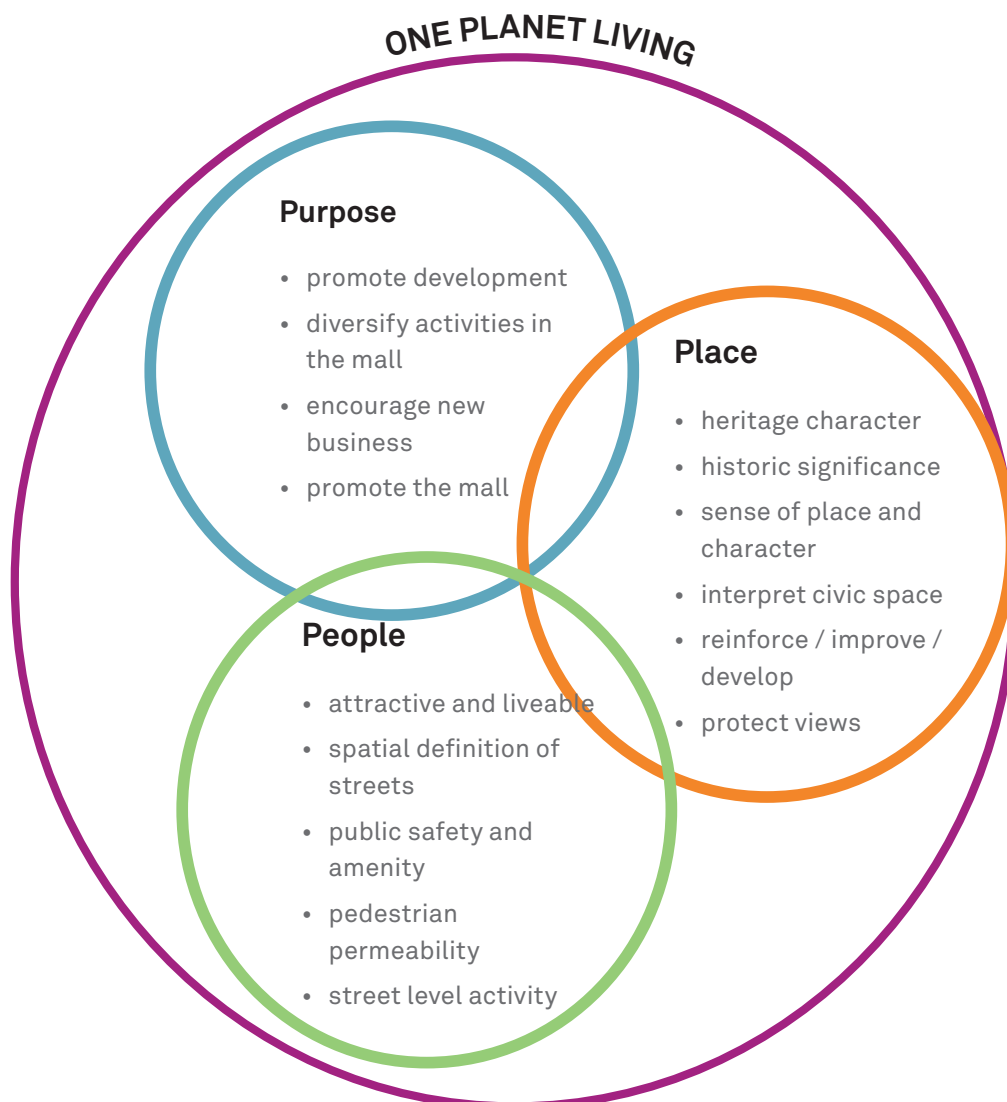 ONE PLANET LIVING
Purpose
• promote development
• diversify activities in
the mall
• encourage new
business
• promote the mall
Place
• heritage character
• historic significance
• sense of place and
character
• interpret civic space
• reinforce / improve /
develop
• protect views
People
• attractive and liveable
• spatial definition of
streets
• public safety and
amenity
• pedestrian
permeability
• street level activity